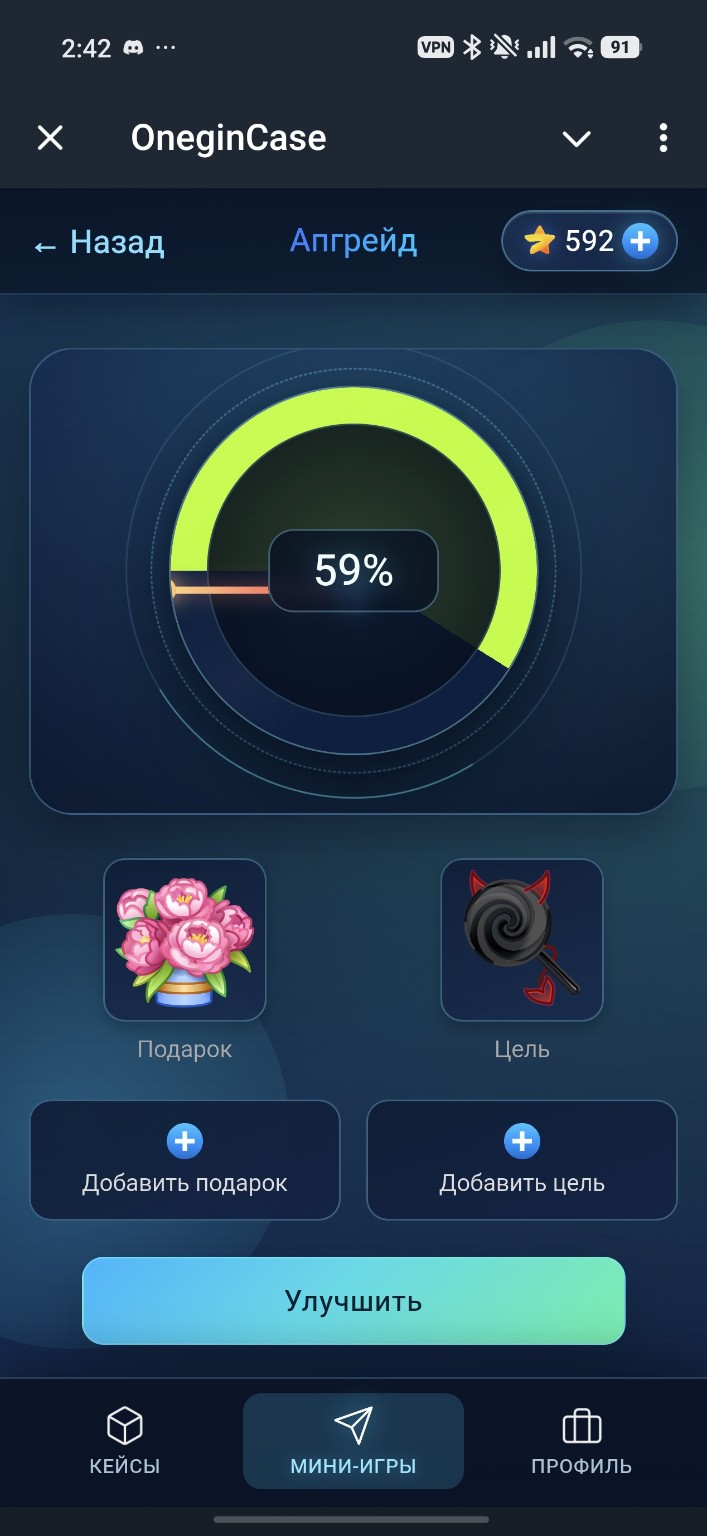 2:42 ... VPN 91
OneginCase
← Назад Апгрейд 592
59%
Подарок Цель
Добавить подарок Добавить цель
Улучшить
КЕЙСЫ МИНИ-ИГРЫ ПРОФИЛЬ